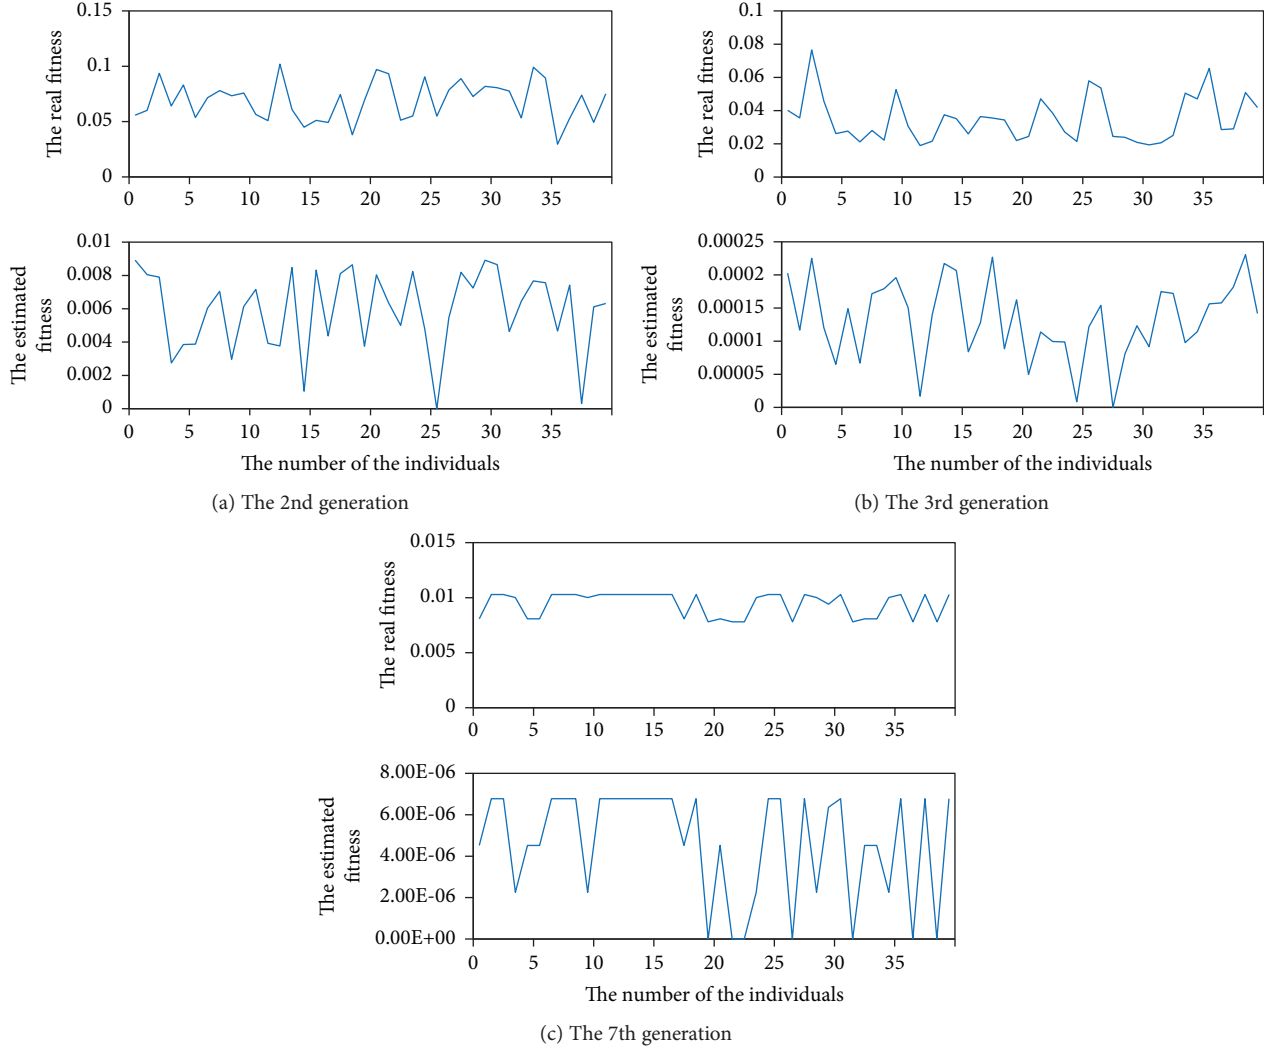 The real fitness
0.15
0.1
0.05
0
0 5 10 15 20 25 30 35
The estimated
fitness
0.01
0.008
0.006
0.004
0.002
0
0 5 10 15 20 25 30 35
The number of the individuals
(a) The 2nd generation
The real fitness
0.1
0.08
0.06
0.04
0.02
0
0 5 10 15 20 25 30 35
The estimated
fitness
0.00025
0.0002
0.00015
0.0001
0.00005
0
0 5 10 15 20 25 30 35
The number of the individuals
(b) The 3rd generation
The real fitness
0.015
0.01
0.005
0
0 5 10 15 20 25 30 35
The estimated
fitness
8.00E-06
6.00E-06
4.00E-06
2.00E-06
0.00E+00
0 5 10 15 20 25 30 35
The number of the individuals
(c) The 7th generation